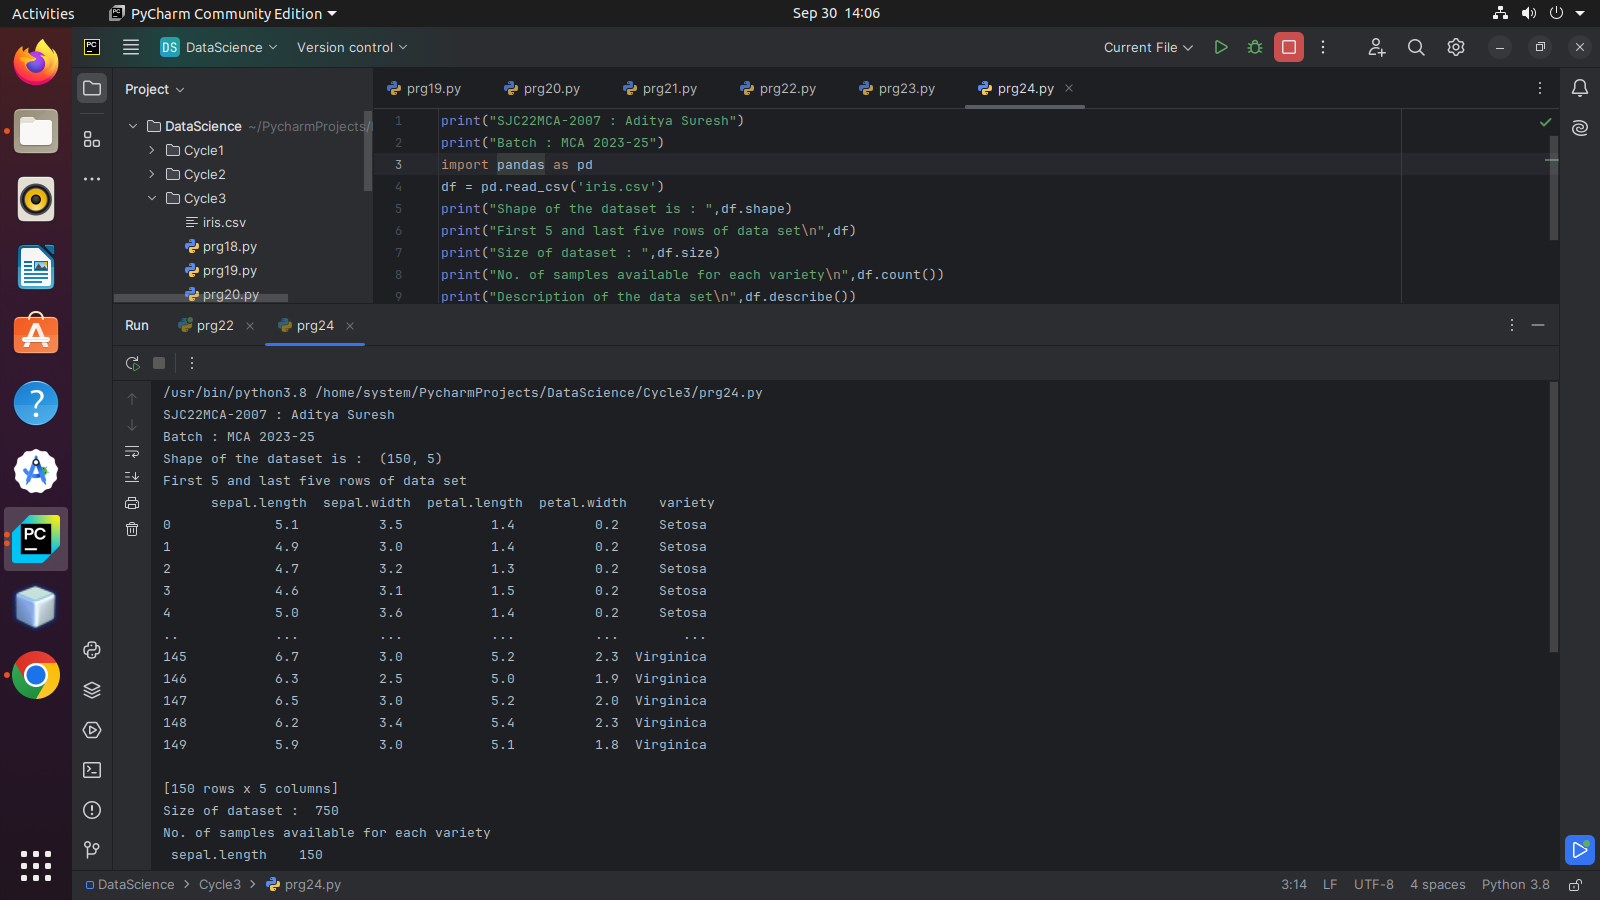 Activities PyCharm Community Edition Sep 30 14:06
PC DS DataScience Version control Current File
Project
prg19.py prg20.py prg21.py prg22.py prg23.py prg24.py
DataScience ~/PycharmProjects/
Cycle1
Cycle2
Cycle3
iris.csv
prg18.py
prg19.py
prg20.py
1 print("SJC22MCA-2007 : Aditya Suresh")
2 print("Batch : MCA 2023-25")
3 import pandas as pd
4 df = pd.read_csv('iris.csv')
5 print("Shape of the dataset is : ",df.shape)
6 print("First 5 and last five rows of data set\n",df)
7 print("Size of dataset : ",df.size)
8 print("No. of samples available for each variety\n",df.count())
9 print("Description of the data set\n",df.describe())
Run prg22 prg24
/usr/bin/python3.8 /home/system/PycharmProjects/DataScience/Cycle3/prg24.py
SJC22MCA-2007 : Aditya Suresh
Batch : MCA 2023-25
Shape of the dataset is :  (150, 5)
First 5 and last five rows of data set
      sepal.length  sepal.width  petal.length  petal.width    variety
0             5.1          3.5           1.4          0.2     Setosa
1             4.9          3.0           1.4          0.2     Setosa
2             4.7          3.2           1.3          0.2     Setosa
3             4.6          3.1           1.5          0.2     Setosa
4             5.0          3.6           1.4          0.2     Setosa
..            ...          ...           ...          ...        ...
145           6.7          3.0           5.2          2.3  Virginica
146           6.3          2.5           5.0          1.9  Virginica
147           6.5          3.0           5.2          2.0  Virginica
148           6.2          3.4           5.4          2.3  Virginica
149           5.9          3.0           5.1          1.8  Virginica
[150 rows x 5 columns]
Size of dataset :  750
No. of samples available for each variety
 sepal.length    150
PC
DataScience > Cycle3 > prg24.py 3:14 LF UTF-8 4 spaces Python 3.8